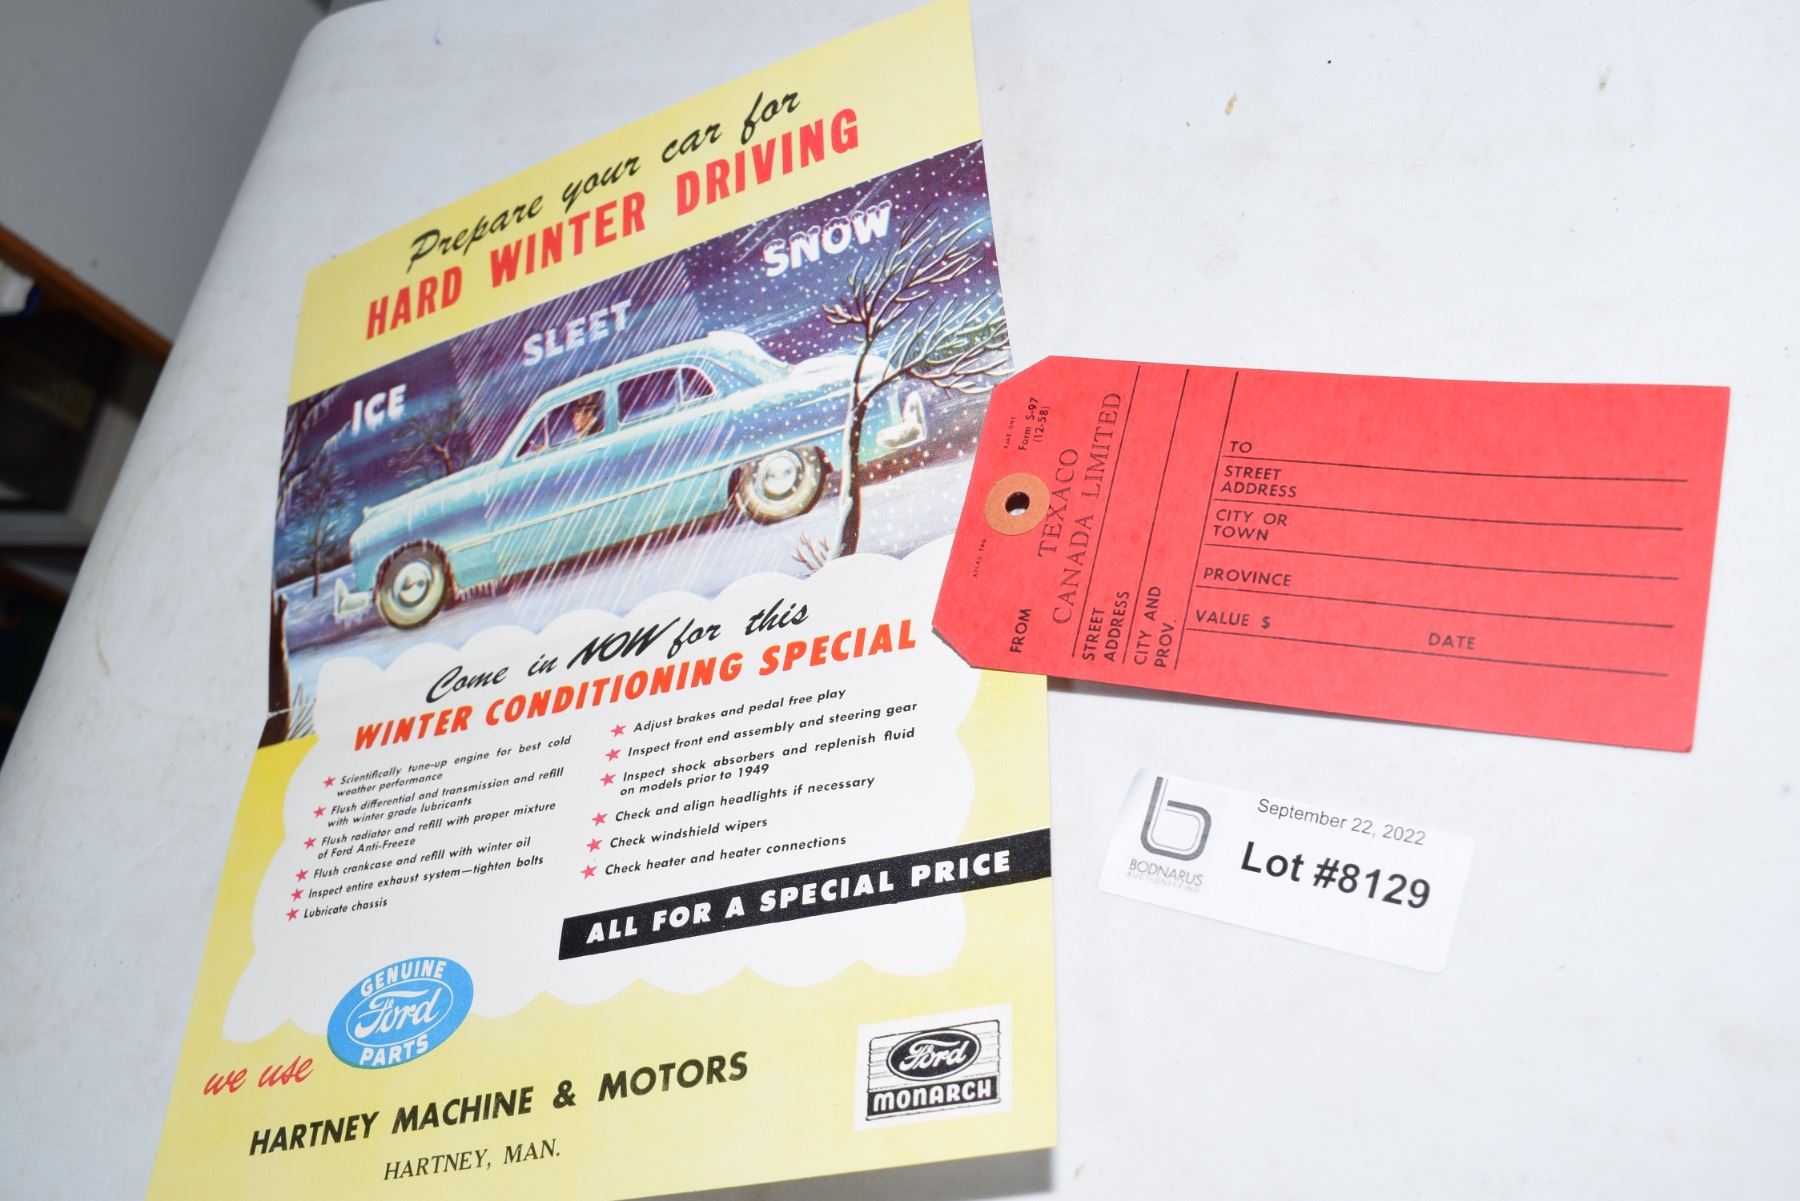 Prepare your car for
HARD WINTER DRIVING
ICE
SLEET
SNOW
Come in NOW for this
WINTER CONDITIONING SPECIAL
Scientifically tune-up engine for best cold
weather performance
Flush differential and transmission and refill
with winter grade lubricants
Flush radiator and refill with proper mixture
of Ford Anti-Freeze
Flush crankcase and refill with winter oil
Inspect entire exhaust system—tighten bolts
Lubricate chassis
Adjust brakes and pedal free play
Inspect front end assembly and steering gear
Inspect shock absorbers and replenish fluid
on models prior to 1949
Check and align headlights if necessary
Check windshield wipers
Check heater and heater connections
ALL FOR A SPECIAL PRICE
we use
GENUINE
Ford
PARTS
HARTNEY MACHINE & MOTORS
HARTNEY, MAN.
Ford
MONARCH
ATLAS TAG
AJAX ONT
Form S-97
(12-58)
FROM
TEXACO
CANADA LIMITED
STREET
ADDRESS
CITY AND
PROV.
TO
STREET
ADDRESS
CITY OR
TOWN
PROVINCE
VALUE $ DATE
BODNARUS
AUCTIONEERING
September 22, 2022
Lot #8129